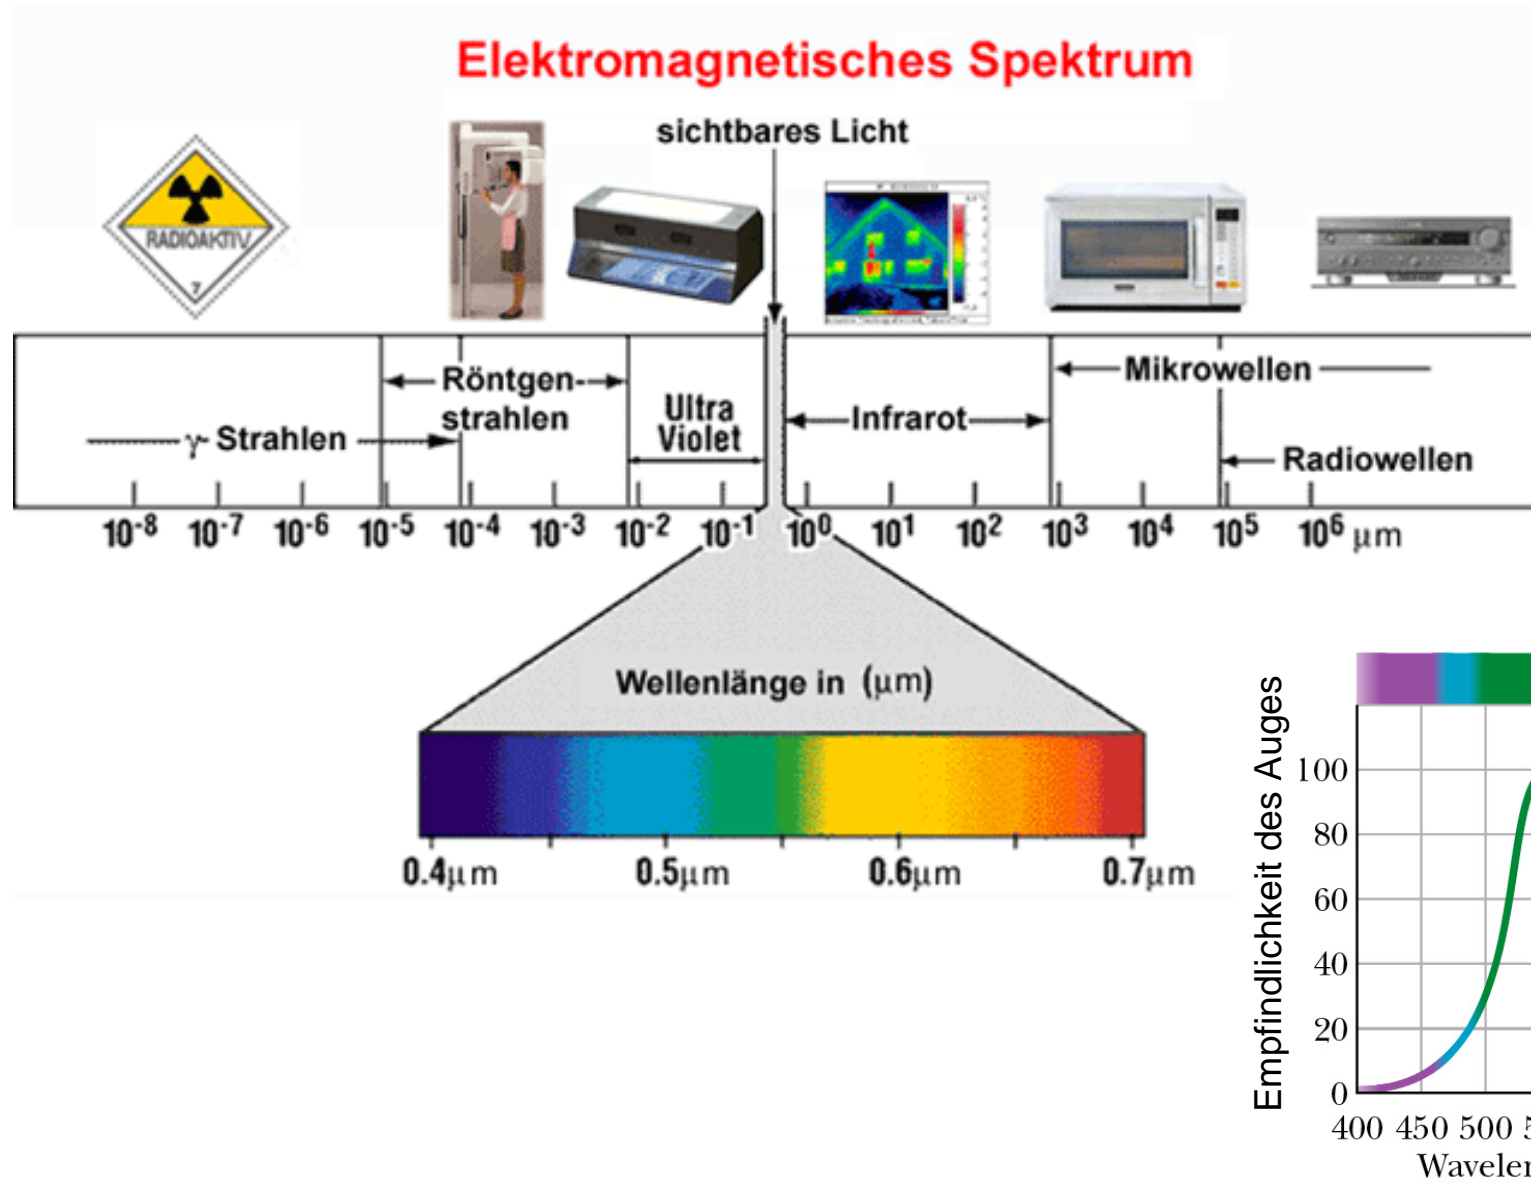 Elektromagnetisches Spektrum
sichtbares Licht
RADIOAKTIV
7
Röntgen-
strahlen
γ- Strahlen
Ultra
Violet
Infrarot
Mikrowellen
Radiowellen
10-8 10-7 10-6 10-5 10-4 10-3 10-2 10-1 100 101 102 103 104 105 106 μm
Wellenlänge in (μm)
0.4μm 0.5μm 0.6μm 0.7μm
Empfindlichkeit des Auges
100
80
60
40
20
0
400 450 500 5
Waveler